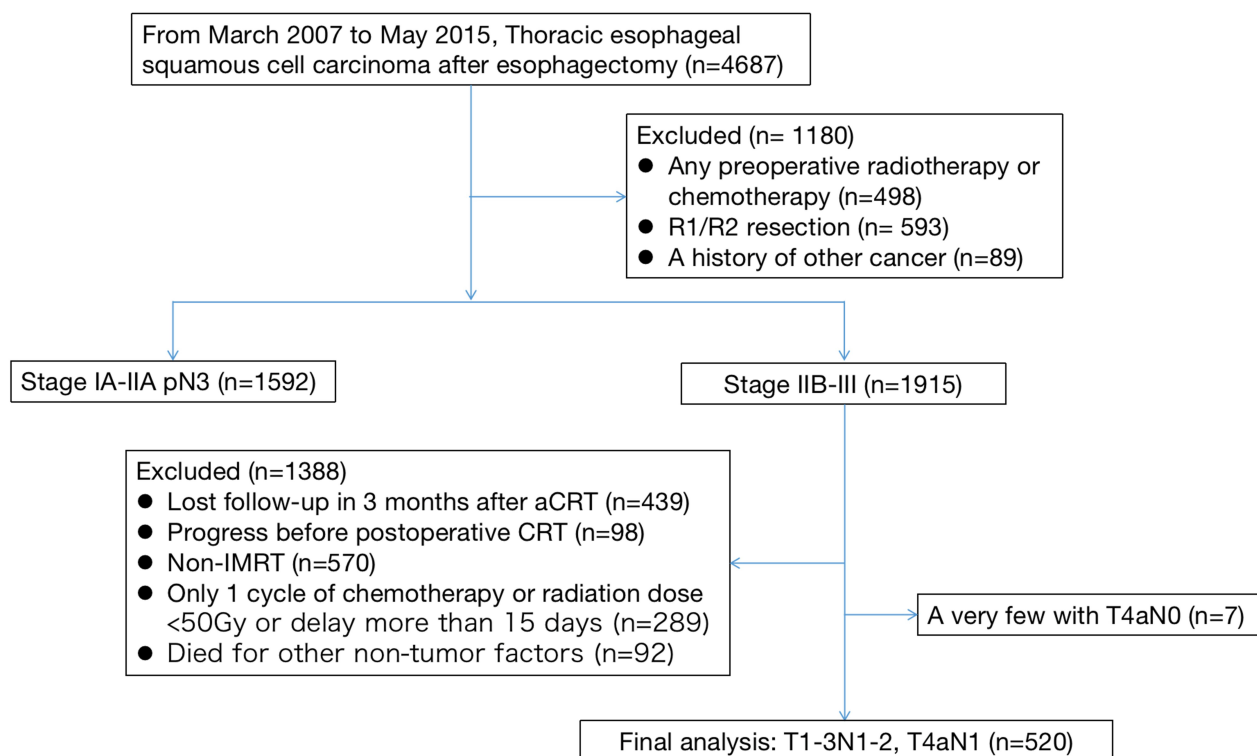 From March 2007 to May 2015, Thoracic esophageal
squamous cell carcinoma after esophagectomy (n=4687)
Excluded (n= 1180)
● Any preoperative radiotherapy or
chemotherapy (n=498)
● R1/R2 resection (n= 593)
● A history of other cancer (n=89)
Stage IA-IIA pN3 (n=1592)
Stage IIB-III (n=1915)
Excluded (n=1388)
● Lost follow-up in 3 months after aCRT (n=439)
● Progress before postoperative CRT (n=98)
● Non-IMRT (n=570)
● Only 1 cycle of chemotherapy or radiation dose
<50Gy or delay more than 15 days (n=289)
● Died for other non-tumor factors (n=92)
A very few with T4aN0 (n=7)
Final analysis: T1-3N1-2, T4aN1 (n=520)